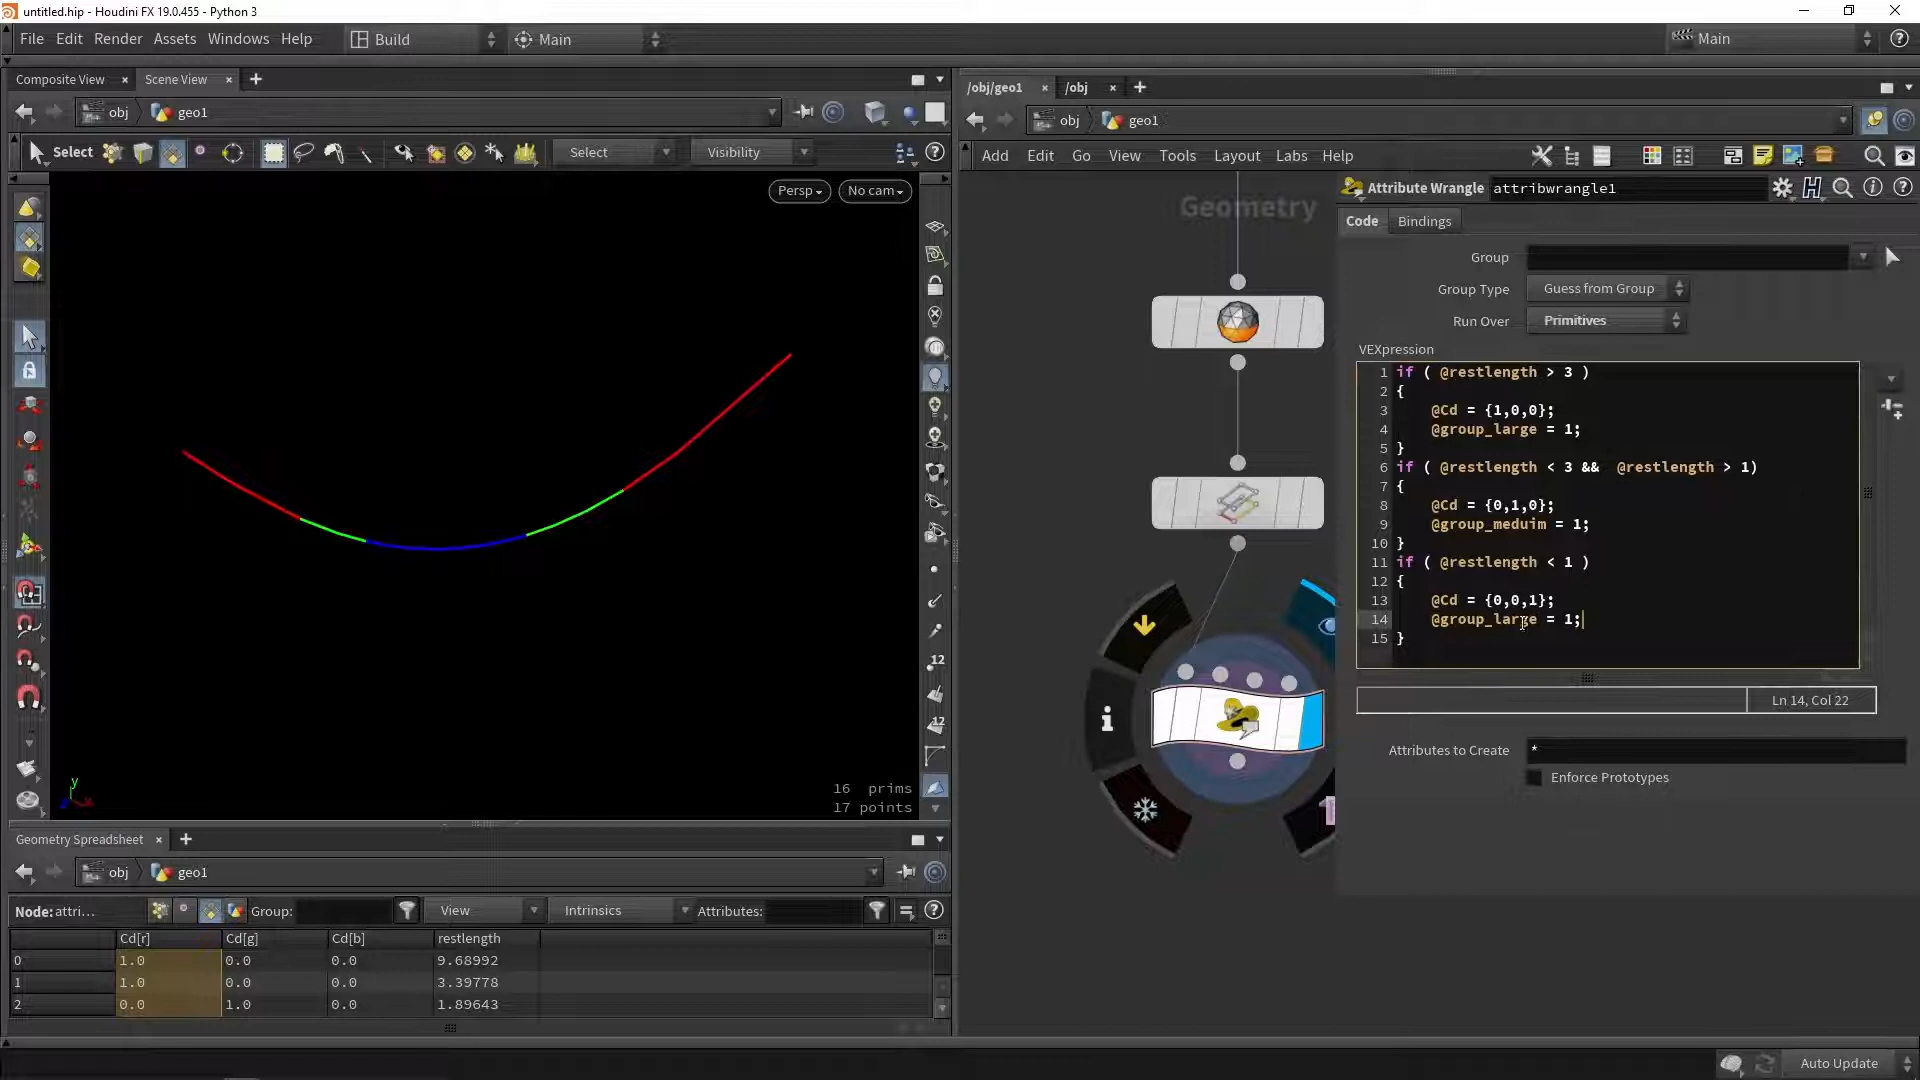 untitled.hip - Houdini FX 19.0.455 - Python 3
File Edit Render Assets Windows Help Build Main Main
Composite View Scene View
obj geo1
Select Select Visibility
Persp No cam
12
12
y
16 prims
17 points
Geometry Spreadsheet
obj geo1
Node: attri... Group: View Intrinsics Attributes:
Cd[r] Cd[g] Cd[b] restlength
0 1.0 0.0 0.0 9.68992
1 1.0 0.0 0.0 3.39778
2 0.0 1.0 0.0 1.89643
/obj/geo1 /obj
obj geo1
Add Edit Go View Tools Layout Labs Help
Geometry
Attribute Wrangle attribwrangle1
Code Bindings
Group
Group Type Guess from Group
Run Over Primitives
VEXpression
1 if ( @restlength > 3 )
2 {
3 @Cd = {1,0,0};
4 @group_large = 1;
5 }
6 if ( @restlength < 3 &&  @restlength > 1)
7 {
8 @Cd = {0,1,0};
9 @group_meduim = 1;
10 }
11 if ( @restlength < 1 )
12 {
13 @Cd = {0,0,1};
14 @group_large = 1;
15 }
Ln 14, Col 22
Attributes to Create *
Enforce Prototypes
Auto Update